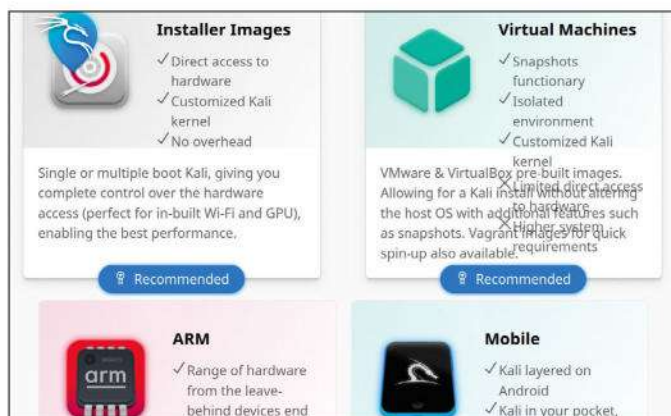 Installer Images
✓Direct access to
hardware
✓Customized Kali
kernel
✓No overhead
Single or multiple boot Kali, giving you
complete control over the hardware
access (perfect for in-built Wi-Fi and GPU),
enabling the best performance.
Recommended
Virtual Machines
✓Snapshots
functionary
✓Isolated
environment
✓Customized Kali
kernel
×Limited direct access
to hardware
×Higher system
requirements
VMware & VirtualBox pre-built images.
Allowing for a Kali install without altering
the host OS with additional features such
as snapshots. Vagrant images for quick
spin-up also available.
Recommended
arm
ARM
✓Range of hardware
from the leave-
behind devices end
Mobile
✓Kali layered on
Android
✓Kali in your pocket,